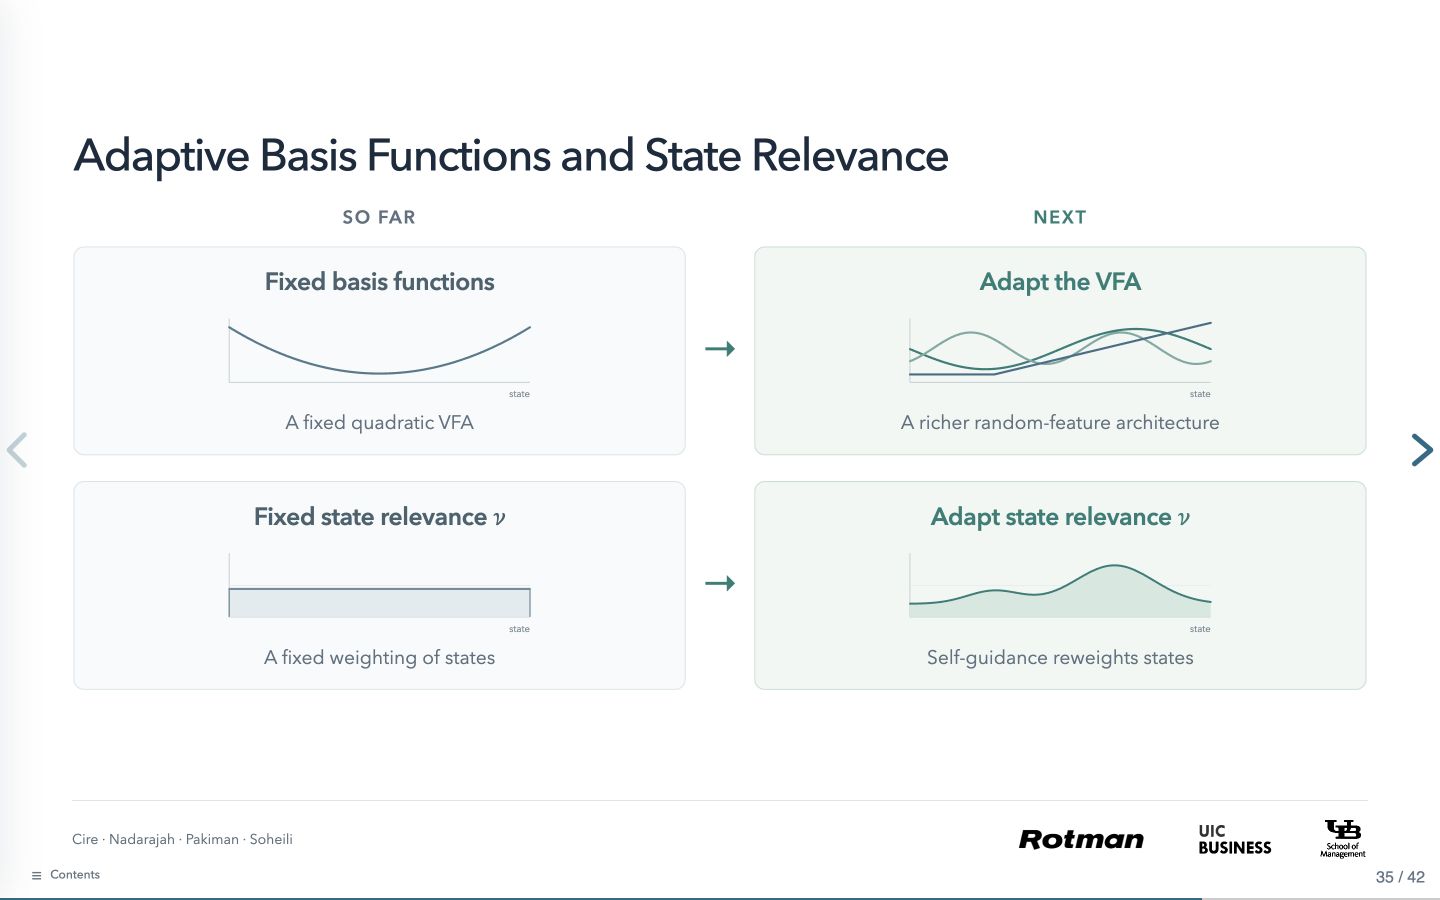 Adaptive Basis Functions and State Relevance
SO FAR
NEXT
Fixed basis functions
state
A fixed quadratic VFA
Adapt the VFA
state
A richer random-feature architecture
Fixed state relevance ν
state
A fixed weighting of states
Adapt state relevance ν
state
Self-guidance reweights states
Cire · Nadarajah · Pakiman · Soheili
Rotman
UIC
BUSINESS
UB
School of
Management
Contents
35 / 42